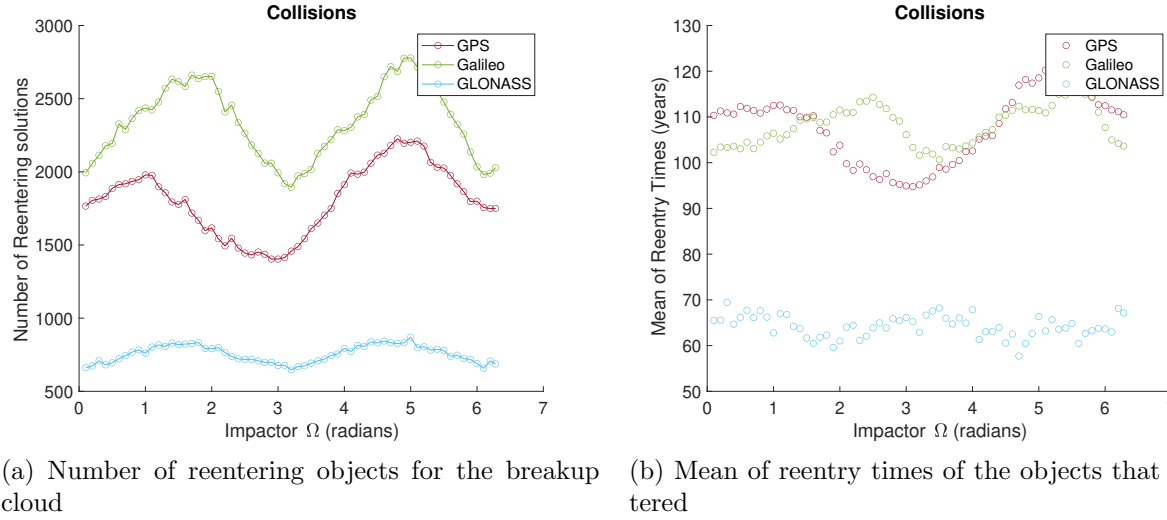 Collisions
3000
2500
2000
1500
1000
500
0 1 2 3 4 5 6 7
Number of Reentering solutions
Impactor Ω (radians)
GPS
Galileo
GLONASS
(a) Number of reentering objects for the breakup
cloud
Collisions
130
120
110
100
90
80
70
60
50
0 1 2 3 4 5 6
Mean of Reentry Times (years)
Impactor Ω (radians)
GPS
Galileo
GLONASS
(b) Mean of reentry times of the objects that
tered